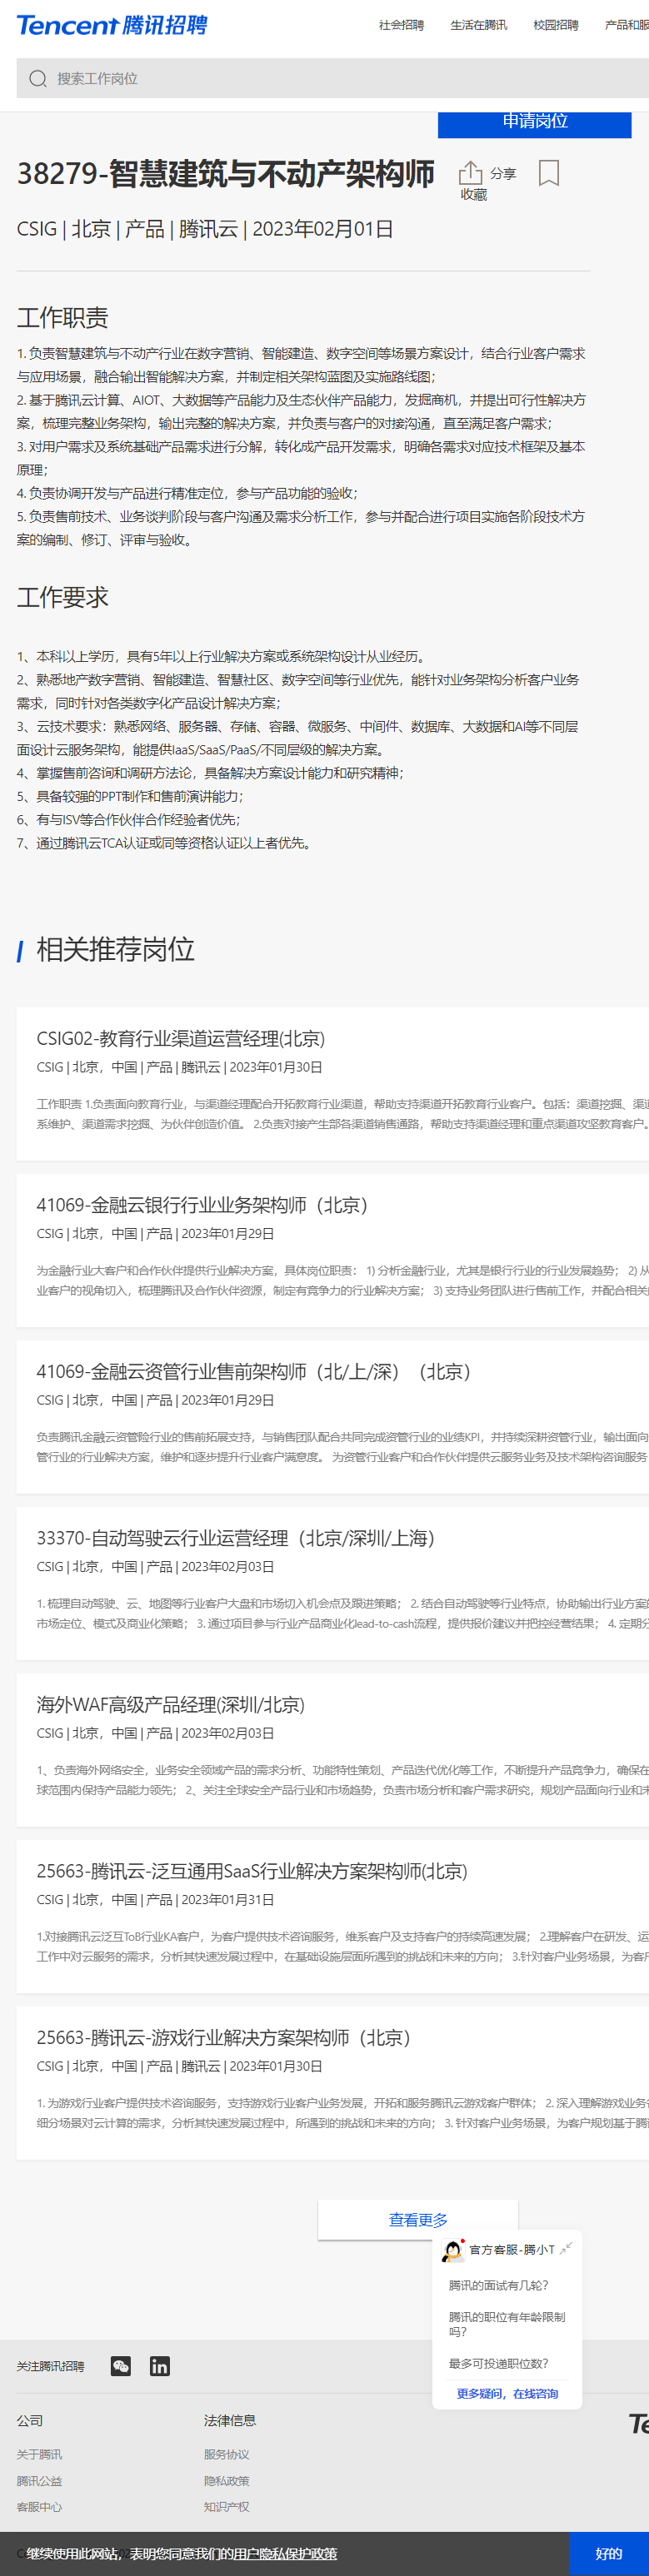 Tencent 腾讯招聘
社会招聘 生活在腾讯 校园招聘 产品和服
搜索工作岗位
申请岗位
38279-智慧建筑与不动产架构师
分享
收藏
CSIG | 北京 | 产品 | 腾讯云 | 2023年02月01日
工作职责
1. 负责智慧建筑与不动产行业在数字营销、智能建造、数字空间等场景方案设计，结合行业客户需求
与应用场景，融合输出智能解决方案，并制定相关架构蓝图及实施路线图；
2. 基于腾讯云计算、AIOT、大数据等产品能力及生态伙伴产品能力，发掘商机，并提出可行性解决方
案，梳理完整业务架构，输出完整的解决方案，并负责与客户的对接沟通，直至满足客户需求；
3. 对用户需求及系统基础产品需求进行分解，转化成产品开发需求，明确各需求对应技术框架及基本
原理；
4. 负责协调开发与产品进行精准定位，参与产品功能的验收；
5. 负责售前技术、业务谈判阶段与客户沟通及需求分析工作，参与并配合进行项目实施各阶段技术方
案的编制、修订、评审与验收。
工作要求
1、本科以上学历，具有5年以上行业解决方案或系统架构设计从业经历。
2、熟悉地产数字营销、智能建造、智慧社区、数字空间等行业优先，能针对业务架构分析客户业务
需求，同时针对各类数字化产品设计解决方案；
3、云技术要求：熟悉网络、服务器、存储、容器、微服务、中间件、数据库、大数据和AI等不同层
面设计云服务架构，能提供IaaS/SaaS/PaaS/不同层级的解决方案。
4、掌握售前咨询和调研方法论，具备解决方案设计能力和研究精神；
5、具备较强的PPT制作和售前演讲能力；
6、有与ISV等合作伙伴合作经验者优先；
7、通过腾讯云TCA认证或同等资格认证以上者优先。
相关推荐岗位
CSIG02-教育行业渠道运营经理(北京)
CSIG | 北京，中国 | 产品 | 腾讯云 | 2023年01月30日
工作职责 1.负责面向教育行业，与渠道经理配合开拓教育行业渠道，帮助支持渠道开拓教育行业客户。包括：渠道挖掘、渠道
系维护、渠道需求挖掘、为伙伴创造价值。 2.负责对接产生部各渠道销售通路，帮助支持渠道经理和重点渠道攻坚教育客户。
41069-金融云银行行业业务架构师（北京）
CSIG | 北京，中国 | 产品 | 2023年01月29日
为金融行业大客户和合作伙伴提供行业解决方案，具体岗位职责： 1) 分析金融行业，尤其是银行行业的行业发展趋势； 2) 从
业客户的视角切入，梳理腾讯及合作伙伴资源，制定有竞争力的行业解决方案； 3) 支持业务团队进行售前工作，并配合相关
41069-金融云资管行业售前架构师（北/上/深）（北京）
CSIG | 北京，中国 | 产品 | 2023年01月29日
负责腾讯金融云资管险行业的售前拓展支持，与销售团队配合共同完成资管行业的业绩KPI，并持续深耕资管行业，输出面向
管行业的行业解决方案，维护和逐步提升行业客户满意度。 为资管行业客户和合作伙伴提供云服务业务及技术架构咨询服务
33370-自动驾驶云行业运营经理（北京/深圳/上海）
CSIG | 北京，中国 | 产品 | 2023年02月03日
1. 梳理自动驾驶、云、地图等行业客户大盘和市场切入机会点及跟进策略； 2. 结合自动驾驶等行业特点，协助输出行业方案的
市场定位、模式及商业化策略； 3. 通过项目参与行业产品商业化lead-to-cash流程，提供报价建议并把控经营结果； 4. 定期分
海外WAF高级产品经理(深圳/北京)
CSIG | 北京，中国 | 产品 | 2023年02月03日
1、负责海外网络安全，业务安全领域产品的需求分析、功能特性策划、产品迭代优化等工作，不断提升产品竞争力，确保在
球范围内保持产品能力领先； 2、关注全球安全产品行业和市场趋势，负责市场分析和客户需求研究，规划产品面向行业和未
25663-腾讯云-泛互通用SaaS行业解决方案架构师(北京)
CSIG | 北京，中国 | 产品 | 2023年01月31日
1.对接腾讯云泛互ToB行业KA客户，为客户提供技术咨询服务，维系客户及支持客户的持续高速发展； 2.理解客户在研发、运
工作中对云服务的需求，分析其快速发展过程中，在基础设施层面所遇到的挑战和未来的方向； 3.针对客户业务场景，为客户
25663-腾讯云-游戏行业解决方案架构师（北京）
CSIG | 北京，中国 | 产品 | 腾讯云 | 2023年01月30日
1. 为游戏行业客户提供技术咨询服务，支持游戏行业客户业务发展，开拓和服务腾讯云游戏客户群体； 2. 深入理解游戏业务各
细分场景对云计算的需求，分析其快速发展过程中，所遇到的挑战和未来的方向； 3. 针对客户业务场景，为客户规划基于腾讯
查看更多
官方客服-腾小T
腾讯的面试有几轮？
腾讯的职位有年龄限制
吗？
最多可投递职位数？
更多疑问，在线咨询
关注腾讯招聘
公司 法律信息
关于腾讯 服务协议
腾讯公益 隐私政策
客服中心 知识产权
继续使用此网站，表明您同意我们的用户隐私保护政策
好的